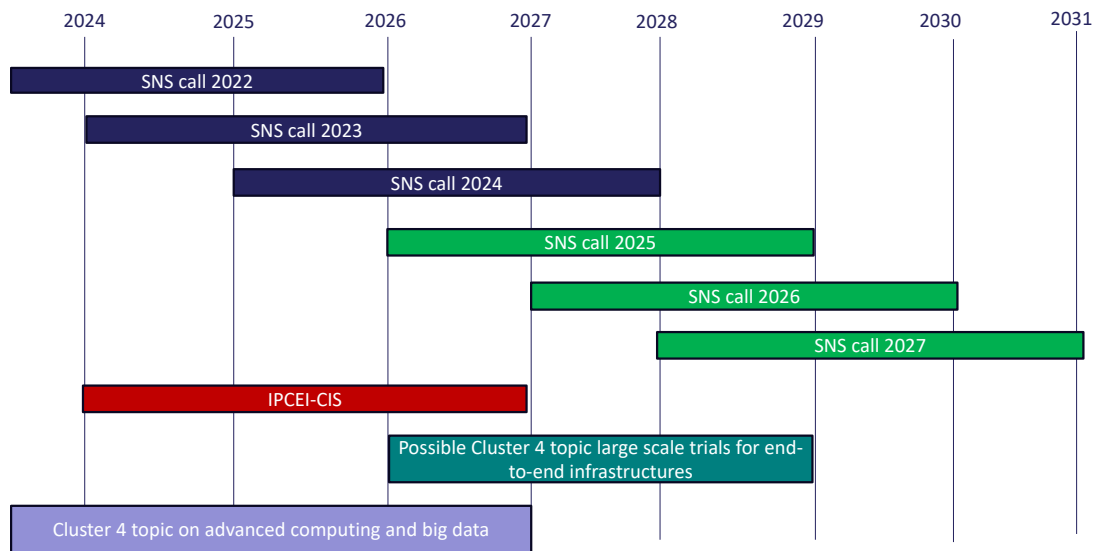 2024 2025 2026 2027 2028 2029 2030 2031
SNS call 2022
SNS call 2023
SNS call 2024
SNS call 2025
SNS call 2026
SNS call 2027
IPCEI-CIS
Possible Cluster 4 topic large scale trials for end-
to-end infrastructures
Cluster 4 topic on advanced computing and big data